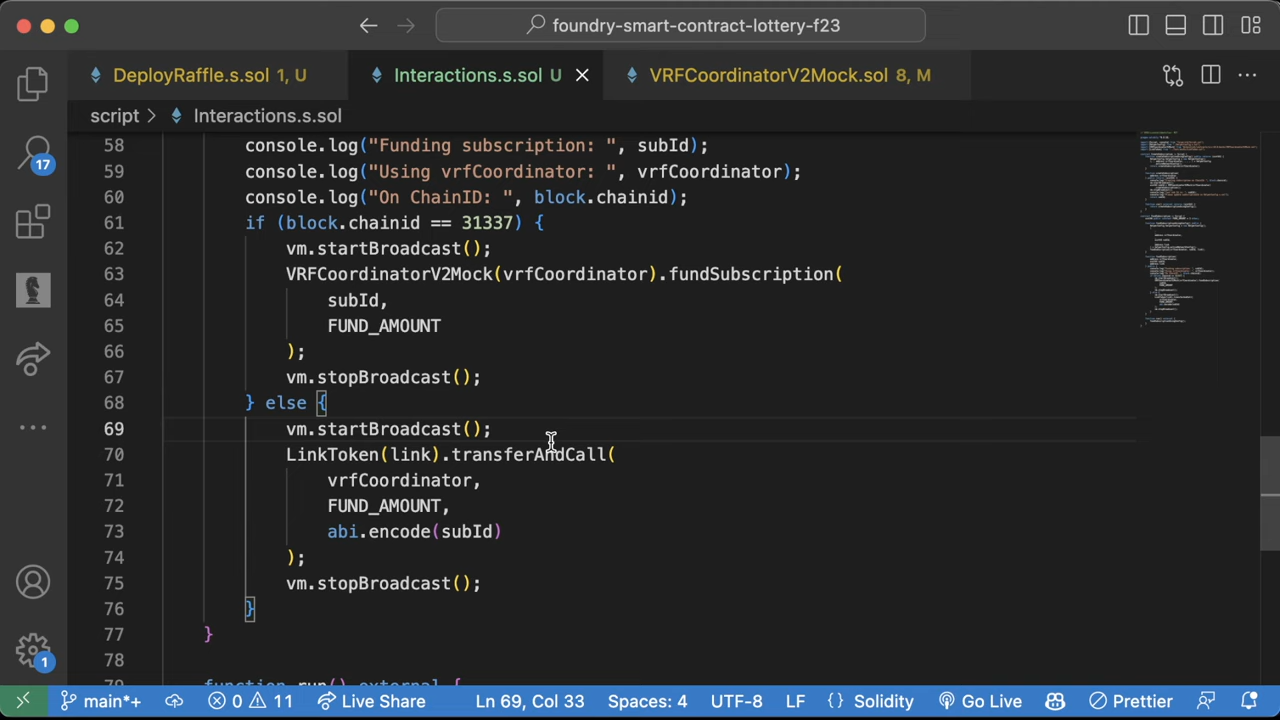 foundry-smart-contract-lottery-f23
DeployRaffle.s.sol 1, U
Interactions.s.sol U
VRFCoordinatorV2Mock.sol 8, M
script > Interactions.s.sol
17
58 console.log("Funding subscription: ", subId);
59 console.log("Using vrfCoordinator: ", vrfCoordinator);
60 console.log("On ChainID: ", block.chainid);
61 if (block.chainid == 31337) {
62 vm.startBroadcast();
63 VRFCoordinatorV2Mock(vrfCoordinator).fundSubscription(
64 subId,
65 FUND_AMOUNT
66 );
67 vm.stopBroadcast();
68 } else {
69 vm.startBroadcast();
70 LinkToken(link).transferAndCall(
71 vrfCoordinator,
72 FUND_AMOUNT,
73 abi.encode(subId)
74 );
75 vm.stopBroadcast();
76 }
77 }
78
79 function run() external {
1
main*+ 0 11 Live Share Ln 69, Col 33 Spaces: 4 UTF-8 LF {} Solidity Go Live Prettier